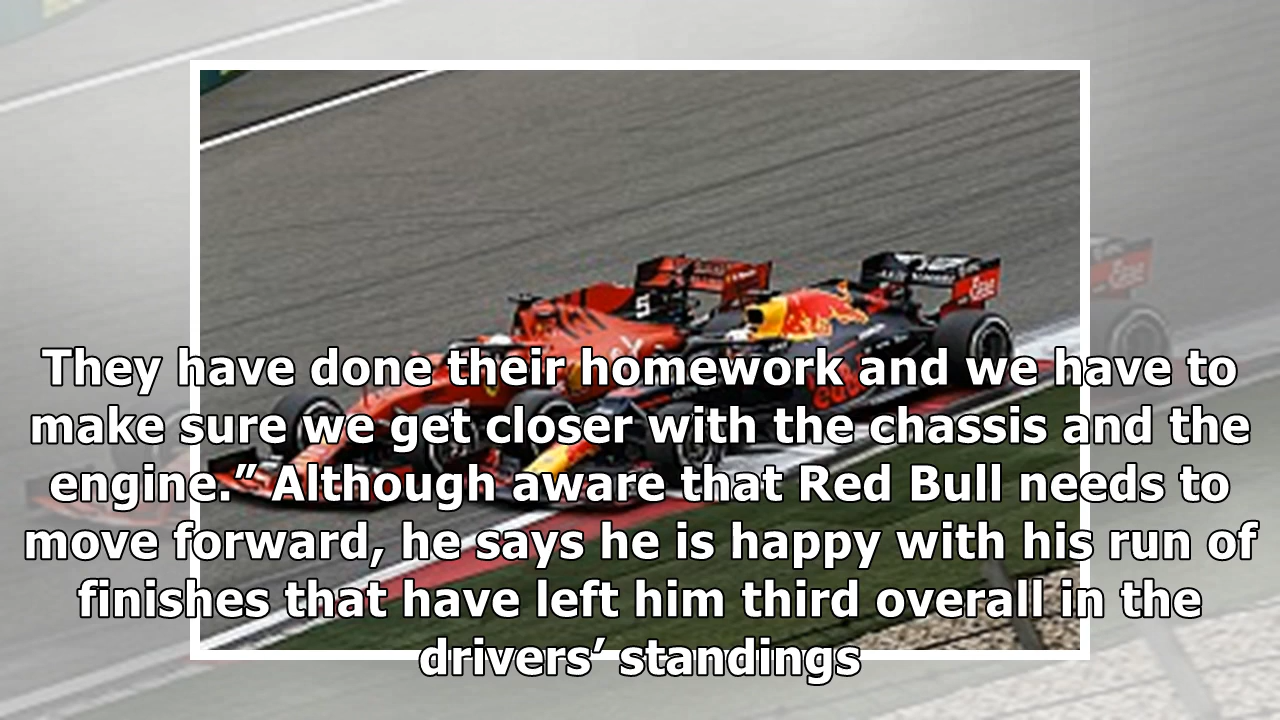 5
They have done their homework and we have to
make sure we get closer with the chassis and the
engine.” Although aware that Red Bull needs to
move forward, he says he is happy with his run of
finishes that have left him third overall in the
drivers’ standings